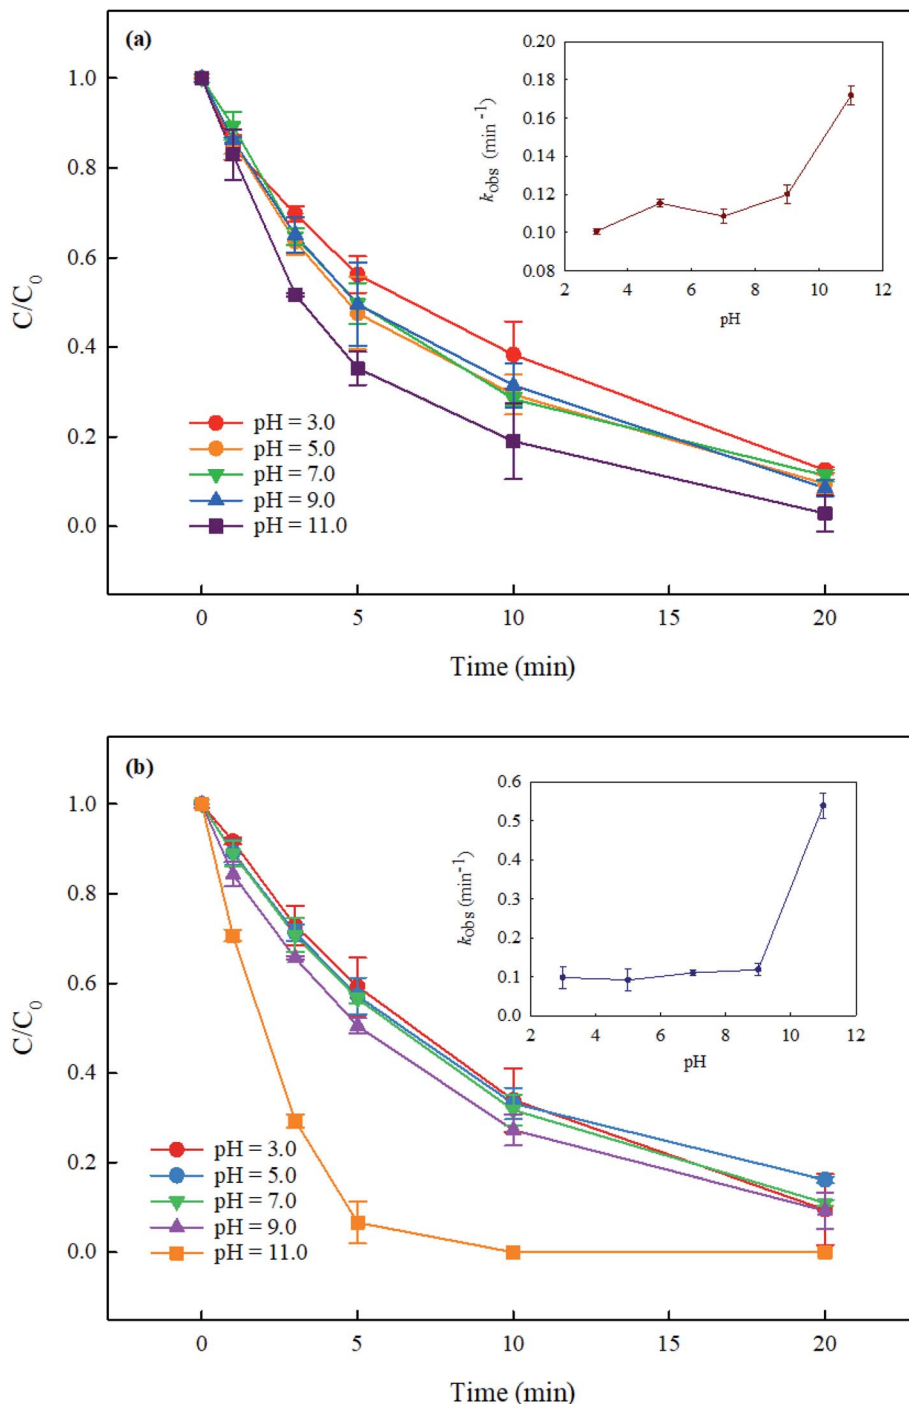 (a)
1.0
0.8
0.6
0.4
0.2
0.0
C/C0
0 5 10 15 20
Time (min)
pH = 3.0
pH = 5.0
pH = 7.0
pH = 9.0
pH = 11.0
0.20
0.18
0.16
0.14
0.12
0.10
0.08
kobs (min -1)
2 4 6 8 10 12
pH
(b)
1.0
0.8
0.6
0.4
0.2
0.0
C/C0
0 5 10 15 20
Time (min)
pH = 3.0
pH = 5.0
pH = 7.0
pH = 9.0
pH = 11.0
0.6
0.5
0.4
0.3
0.2
0.1
0.0
kobs (min-1)
2 4 6 8 10 12
pH